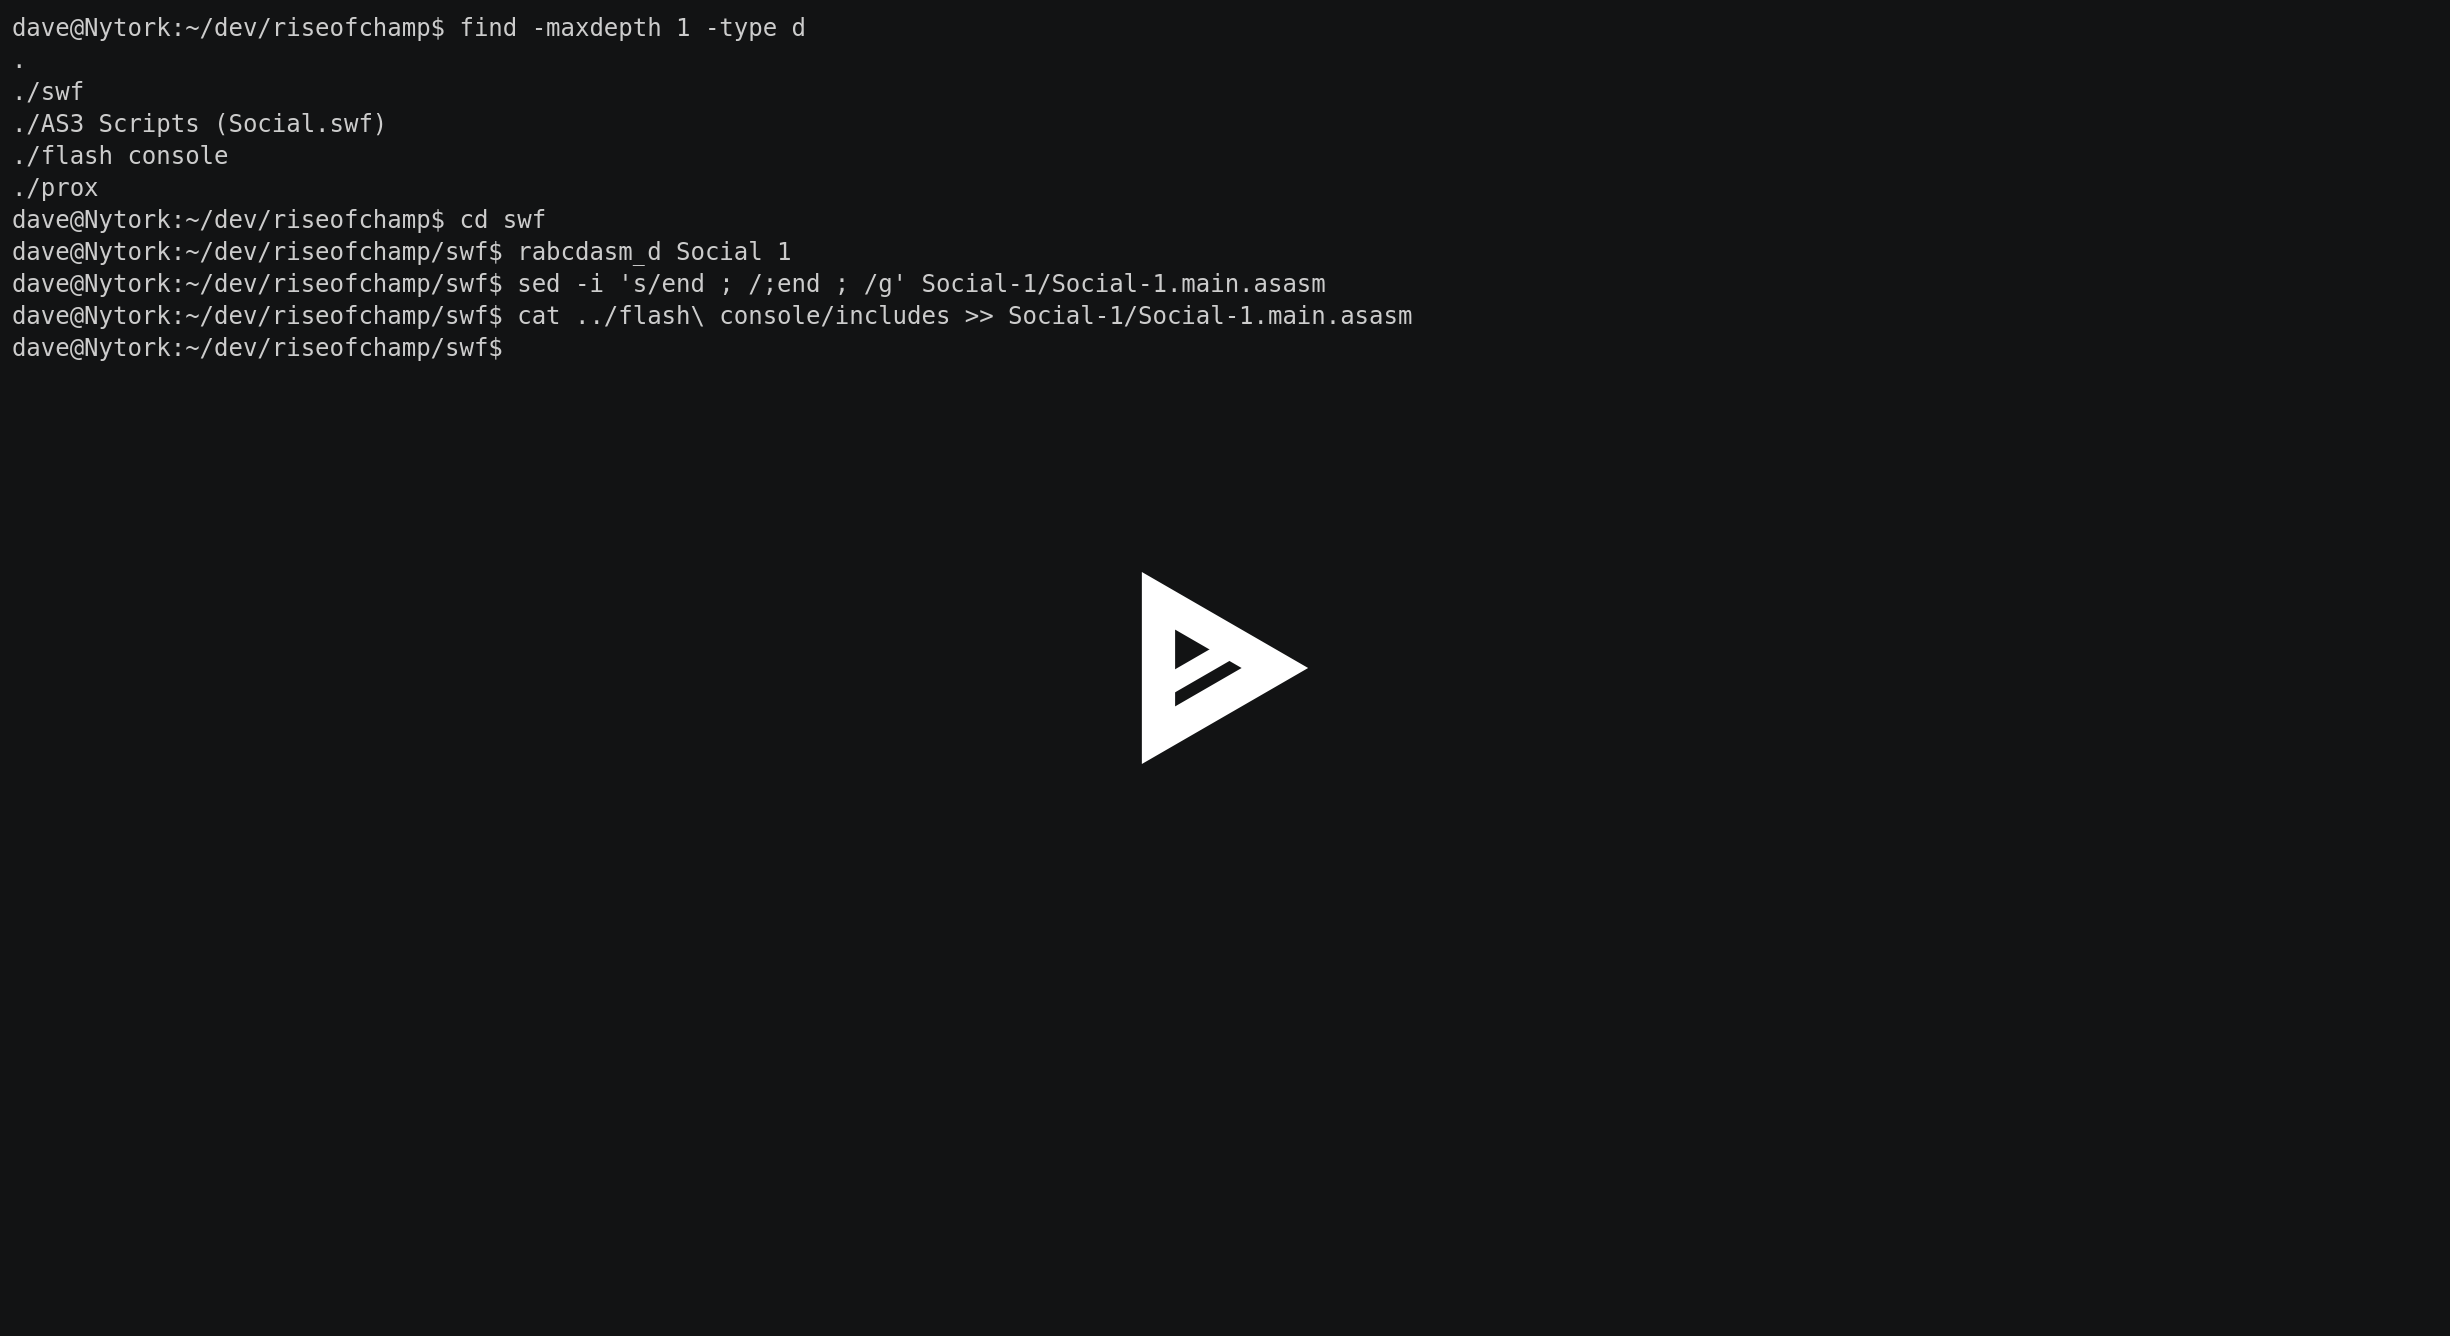 dave@Nytork:~/dev/riseofchamp$ find -maxdepth 1 -type d
.
./swf
./AS3 Scripts (Social.swf)
./flash console
./prox
dave@Nytork:~/dev/riseofchamp$ cd swf
dave@Nytork:~/dev/riseofchamp/swf$ rabcdasm_d Social 1
dave@Nytork:~/dev/riseofchamp/swf$ sed -i 's/end ; /;end ; /g' Social-1/Social-1.main.asasm
dave@Nytork:~/dev/riseofchamp/swf$ cat ../flash\ console/includes >> Social-1/Social-1.main.asasm
dave@Nytork:~/dev/riseofchamp/swf$